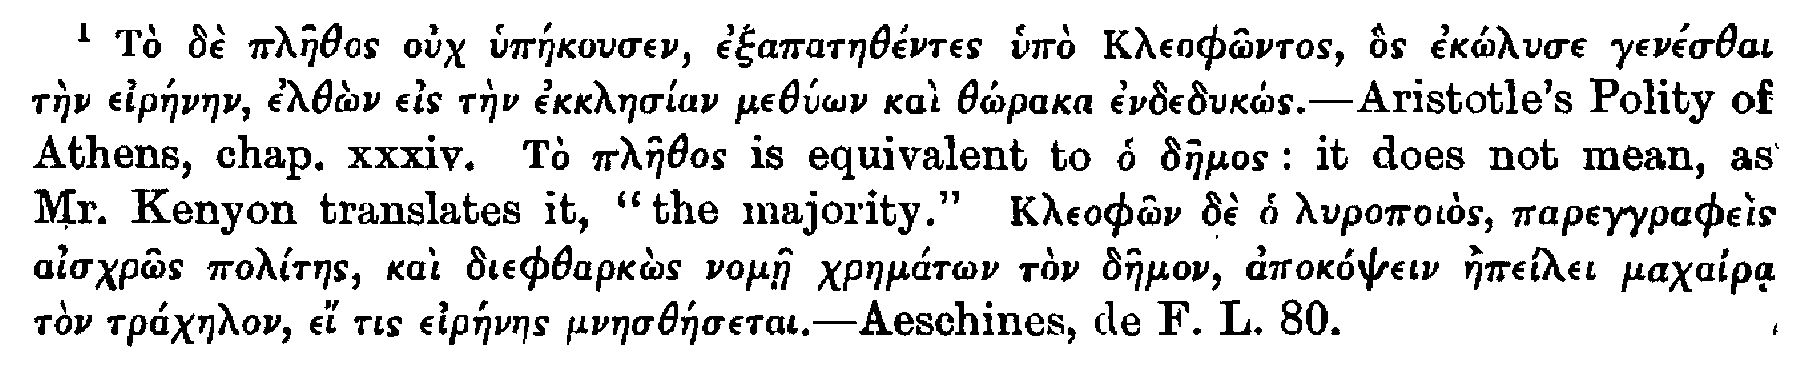 ¹ Τὸ δὲ πλῆθος οὐχ ὑπήκουσεν, ἐξαπατηθέντες ὑπὸ Κλεοφῶντος, ὃς ἐκώλυσε γενέσθαι
τὴν εἰρήνην, ἐλθὼν εἰς τὴν ἐκκλησίαν μεθύων καὶ θώρακα ἐνδεδυκώς.—Aristotle's Polity of
Athens, chap. xxxiv. Τὸ πλῆθος is equivalent to ὁ δῆμος : it does not mean, as
Mr. Kenyon translates it, “the majority.” Κλεοφῶν δὲ ὁ λυροποιὸς, παρεγγραφεὶς
αἰσχρῶς πολίτης, καὶ διεφθαρκὼς νομῇ χρημάτων τὸν δῆμον, ἀποκόψειν ἠπείλει μαχαίρᾳ
τὸν τράχηλον, εἴ τις εἰρήνης μνησθήσεται.—Aeschines, de F. L. 80.